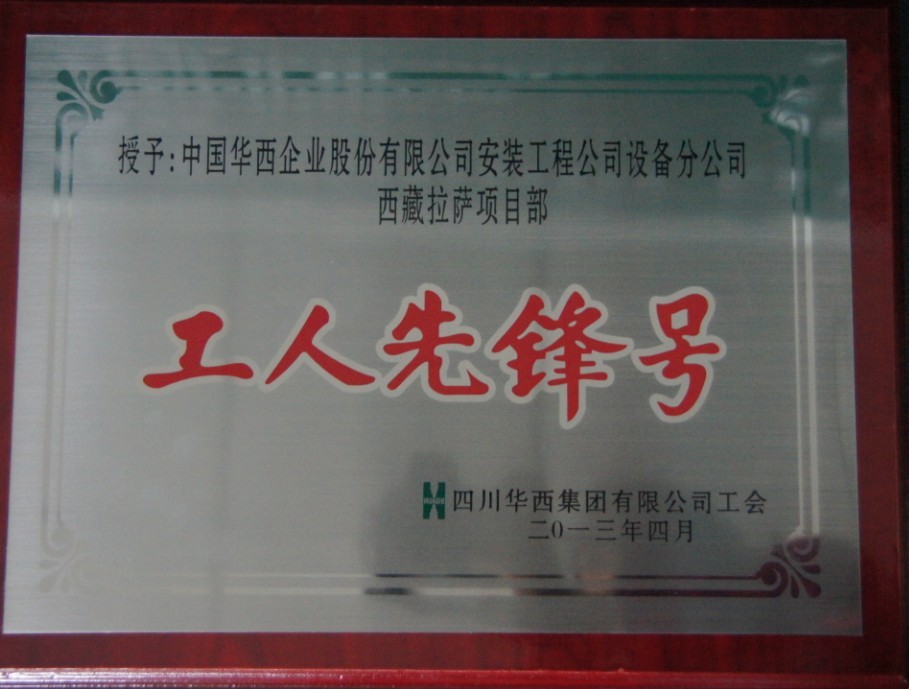 授予:中国华西企业股份有限公司安装工程公司设备分公司
西藏拉萨项目部
工人先锋号
四川华西集团有限公司工会
二0一三年四月